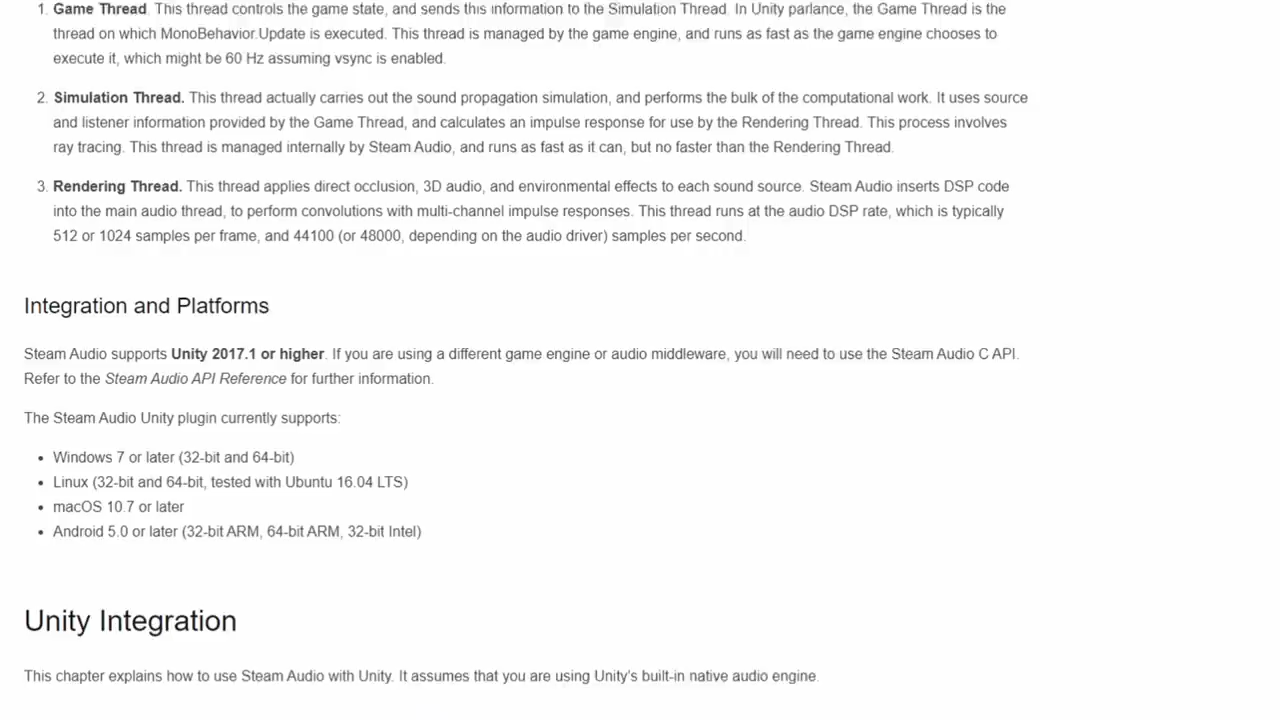 1. Game Thread. This thread controls the game state, and sends this information to the Simulation Thread. In Unity parlance, the Game Thread is the
thread on which MonoBehavior.Update is executed. This thread is managed by the game engine, and runs as fast as the game engine chooses to
execute it, which might be 60 Hz assuming vsync is enabled.
2. Simulation Thread. This thread actually carries out the sound propagation simulation, and performs the bulk of the computational work. It uses source
and listener information provided by the Game Thread, and calculates an impulse response for use by the Rendering Thread. This process involves
ray tracing. This thread is managed internally by Steam Audio, and runs as fast as it can, but no faster than the Rendering Thread.
3. Rendering Thread. This thread applies direct occlusion, 3D audio, and environmental effects to each sound source. Steam Audio inserts DSP code
into the main audio thread, to perform convolutions with multi-channel impulse responses. This thread runs at the audio DSP rate, which is typically
512 or 1024 samples per frame, and 44100 (or 48000, depending on the audio driver) samples per second.
Integration and Platforms
Steam Audio supports Unity 2017.1 or higher. If you are using a different game engine or audio middleware, you will need to use the Steam Audio C API.
Refer to the Steam Audio API Reference for further information.
The Steam Audio Unity plugin currently supports:
• Windows 7 or later (32-bit and 64-bit)
• Linux (32-bit and 64-bit, tested with Ubuntu 16.04 LTS)
• macOS 10.7 or later
• Android 5.0 or later (32-bit ARM, 64-bit ARM, 32-bit Intel)
Unity Integration
This chapter explains how to use Steam Audio with Unity. It assumes that you are using Unity's built-in native audio engine.